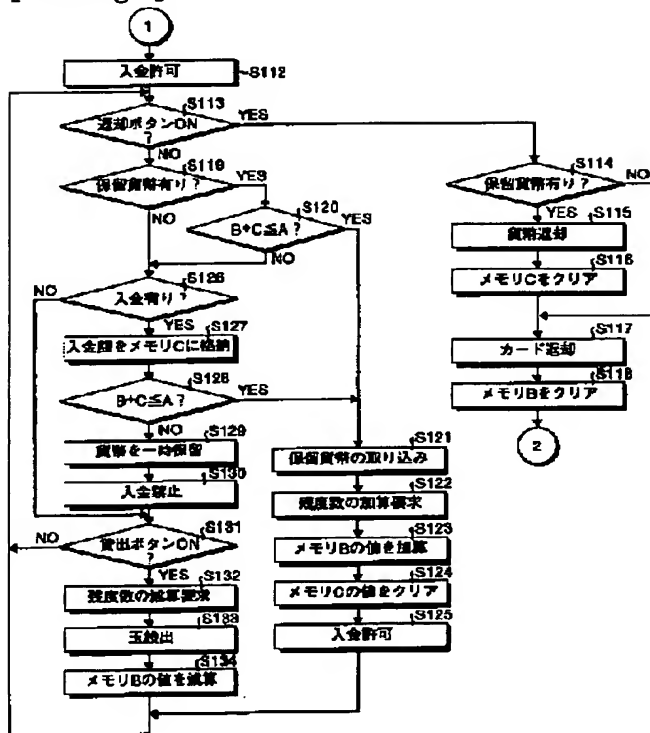 1
入金許可
S112
S113
返却ボタンON
?
YES
NO
S119
保留貨幣有り?
YES
NO
S120
B+C≦A?
YES
NO
S126
入金有り?
NO
YES
S127
入金額をメモリCに格納
S128
B+C≦A?
YES
NO
S129
貨幣を一時保留
S130
入金禁止
S131
貸出ボタンON
?
NO
YES
S132
残度数の減算要求
S133
玉検出
S134
メモリBの値を減算
S121
保留貨幣の取り込み
S122
残度数の加算要求
S123
メモリBの値を加算
S124
メモリCの値をクリア
S125
入金許可
S114
保留貨幣有り?
NO
YES
S115
貨幣返却
S116
メモリCをクリア
S117
カード返却
S118
メモリBをクリア
2